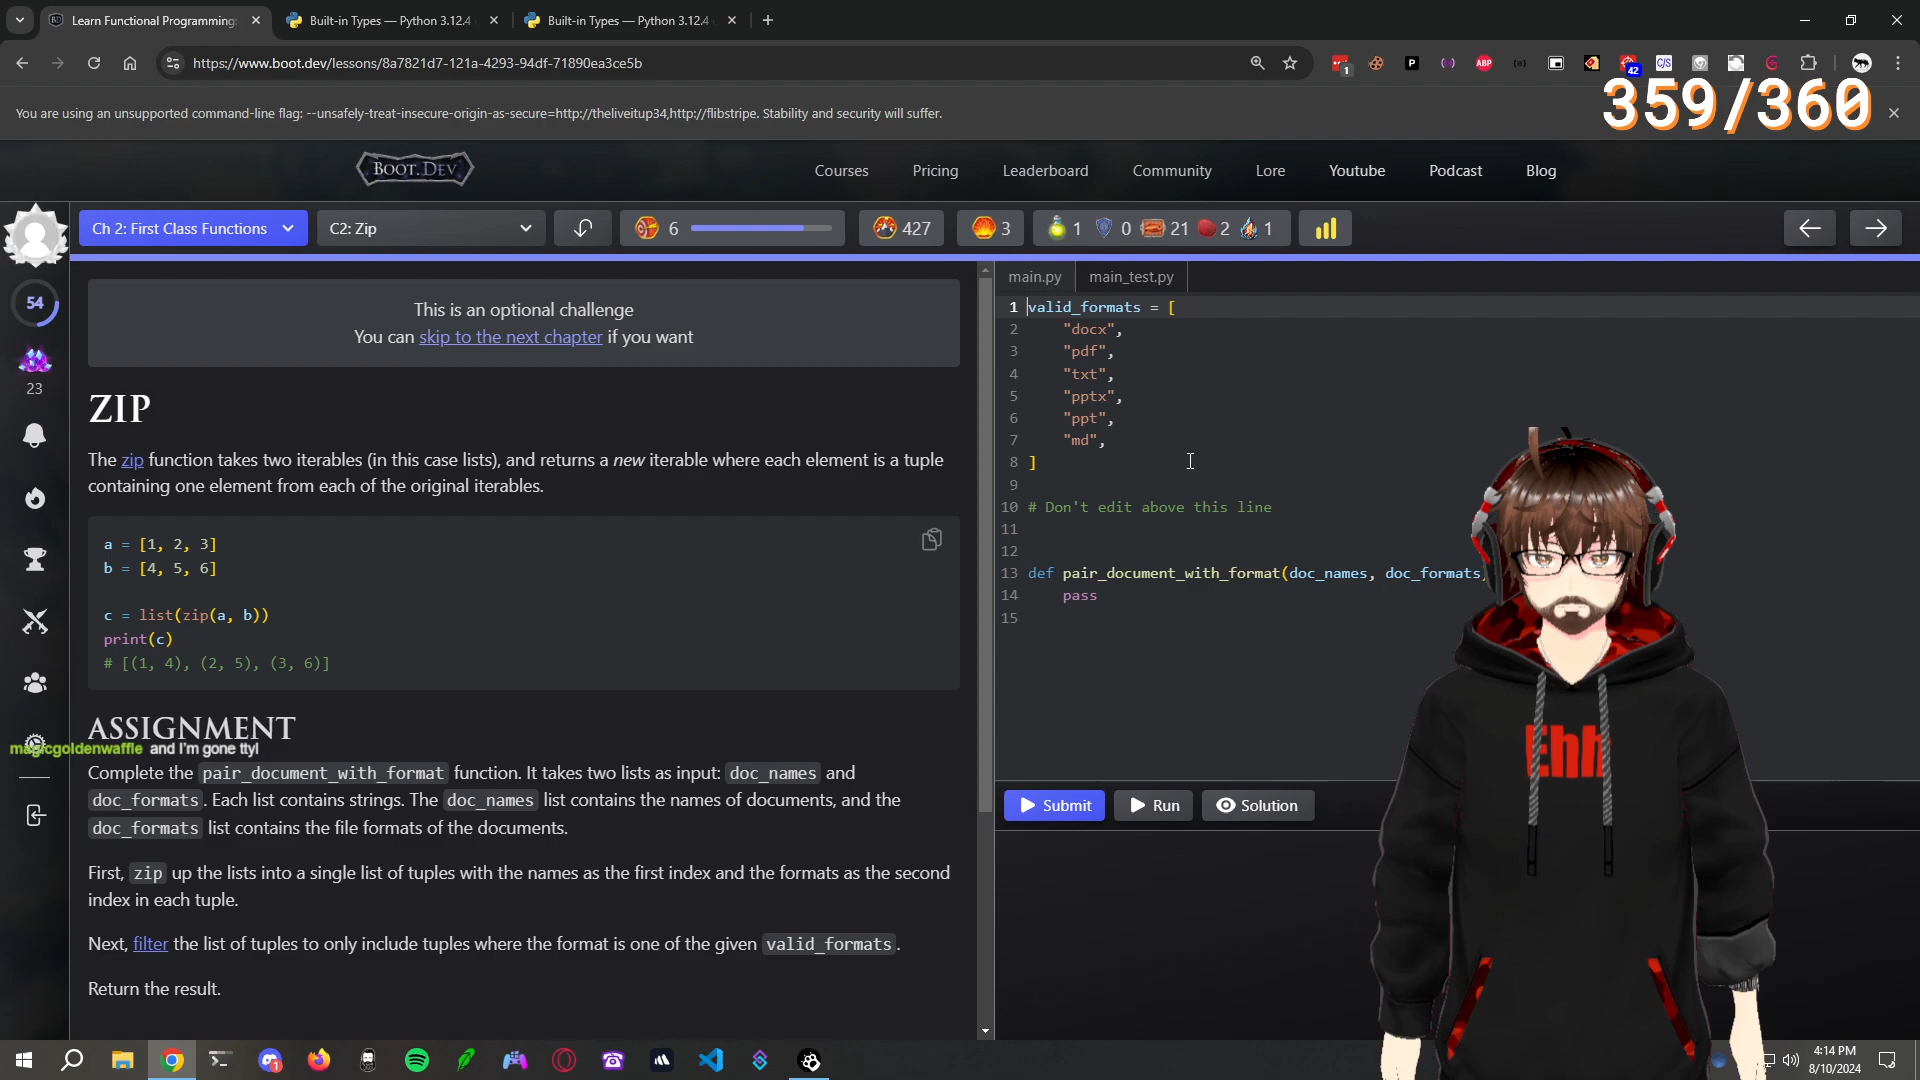 Learn Functional Programming:
Built-in Types — Python 3.12.4
Built-in Types — Python 3.12.4
https://www.boot.dev/lessons/8a7821d7-121a-4293-94df-71890ea3ce5b
1
P
ABP
42
C/S
You are using an unsupported command-line flag: --unsafely-treat-insecure-origin-as-secure=http://theliveitup34,http://flibstripe. Stability and security will suffer.
359/360
BOOT.DEV
Courses
Pricing
Leaderboard
Community
Lore
Youtube
Podcast
Blog
Ch 2: First Class Functions
C2: Zip
6
427
3
1
0
21
2
1
54
23
This is an optional challenge
You can skip to the next chapter if you want
ZIP
The zip function takes two iterables (in this case lists), and returns a new iterable where each element is a tuple
containing one element from each of the original iterables.
a = [1, 2, 3]
b = [4, 5, 6]
c = list(zip(a, b))
print(c)
# [(1, 4), (2, 5), (3, 6)]
ASSIGNMENT
magicgoldenwaffle and I'm gone ttyl
Complete the pair_document_with_format function. It takes two lists as input: doc_names and
doc_formats. Each list contains strings. The doc_names list contains the names of documents, and the
doc_formats list contains the file formats of the documents.
First, zip up the lists into a single list of tuples with the names as the first index and the formats as the second
index in each tuple.
Next, filter the list of tuples to only include tuples where the format is one of the given valid_formats.
Return the result.
main.py
main_test.py
1 valid_formats = [
2 "docx",
3 "pdf",
4 "txt",
5 "pptx",
6 "ppt",
7 "md",
8 ]
9
10 # Don't edit above this line
11
12
13 def pair_document_with_format(doc_names, doc_formats
14 pass
15
Submit
Run
Solution
Ehh
1
4:14 PM
8/10/2024